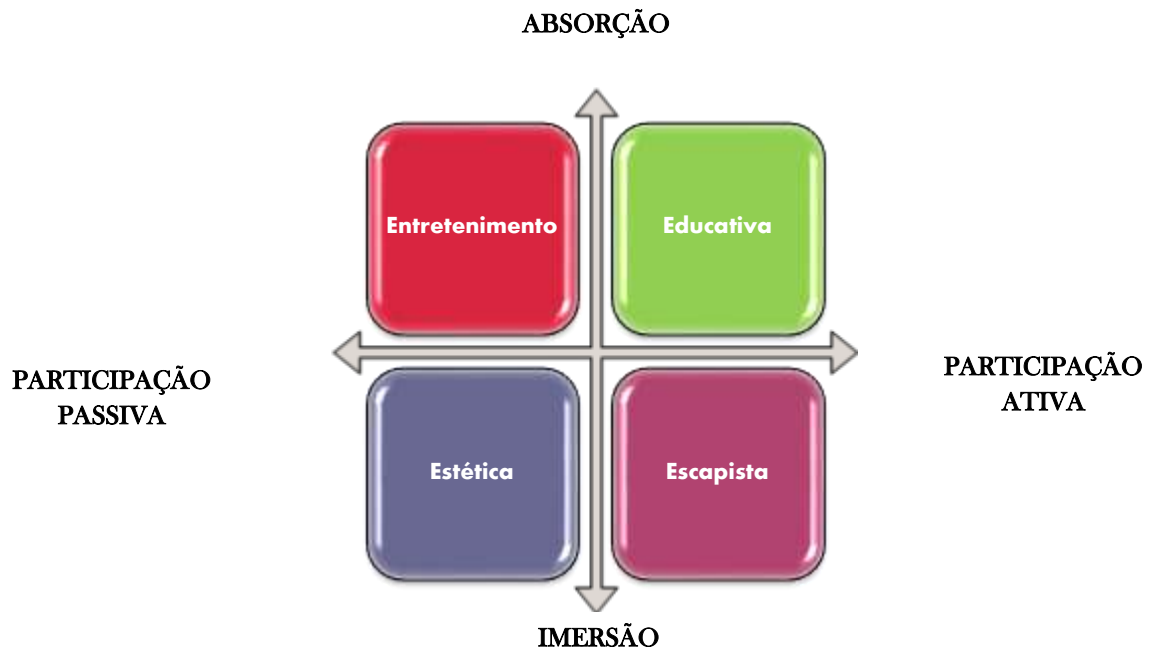 ABSORÇÃO
Entretenimento
Educativa
PARTICIPAÇÃO
PASSIVA
PARTICIPAÇÃO
ATIVA
Estética
Escapista
IMERSÃO